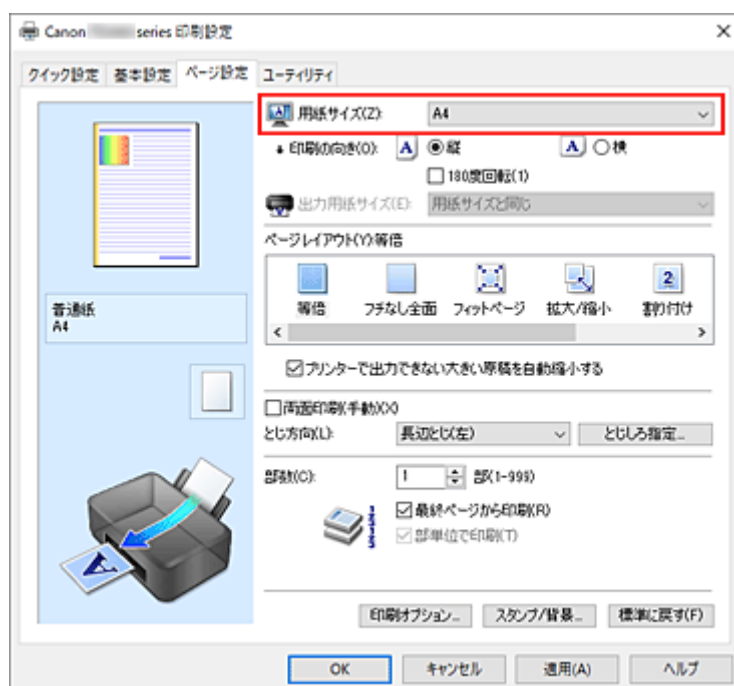 Canon series 印刷設定
クイック設定 基本設定 ページ設定 ユーティリティ
用紙サイズ(Z): A4
印刷の向き(O): A 縦 A 横
180度回転(1)
出力用紙サイズ(E): 用紙サイズと同じ
ページレイアウト(Y):等倍
等倍 フチなし全面 フィットページ 拡大/縮小 割り付け
2
普通紙
A4
プリンターで出力できない大きい原稿を自動縮小する
両面印刷(手動)(X)
とじ方向(L): 長辺とじ(左) とじしろ指定...
部数(C): 1 部(1-999)
最終ページから印刷(R)
部単位で印刷(T)
印刷オプション... スタンプ/背景... 標準に戻す(F)
OK キャンセル 適用(A) ヘルプ